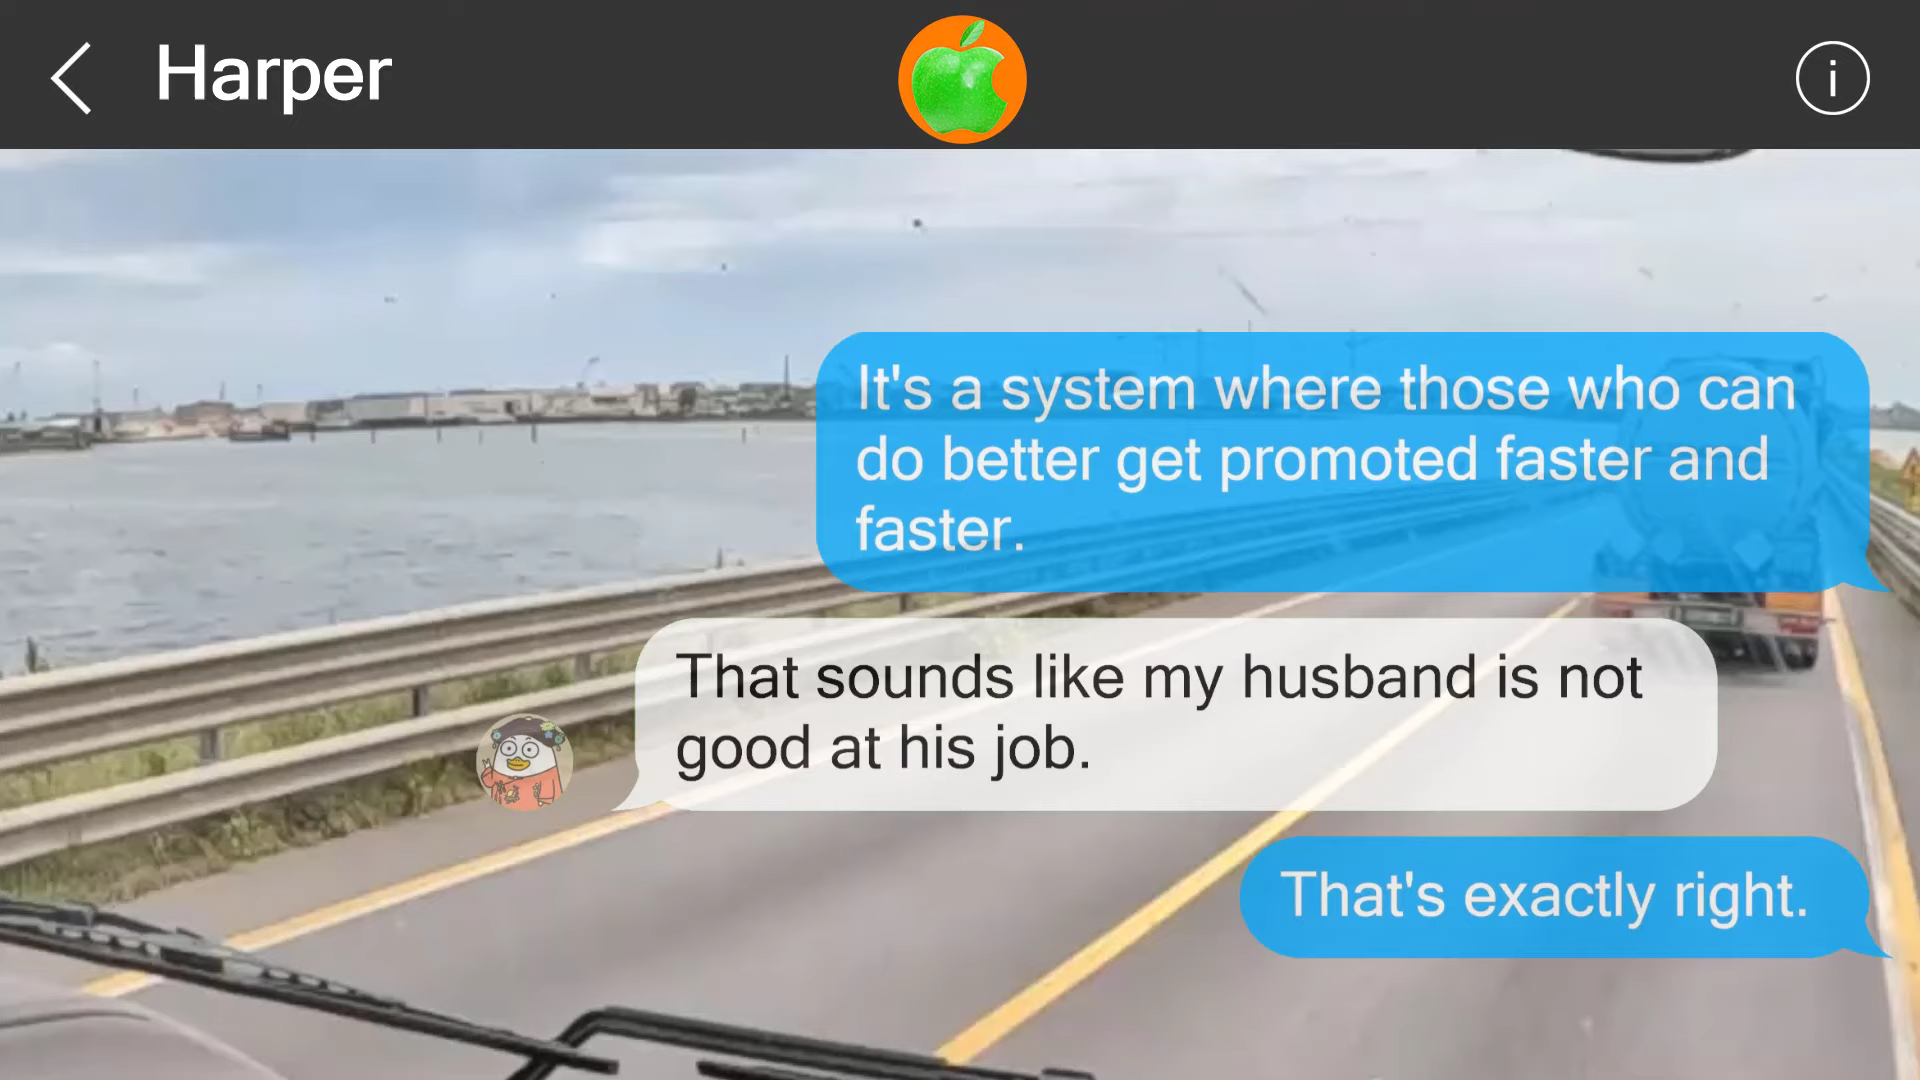 Harper
i
It's a system where those who can
do better get promoted faster and
faster.
That sounds like my husband is not
good at his job.
That's exactly right.